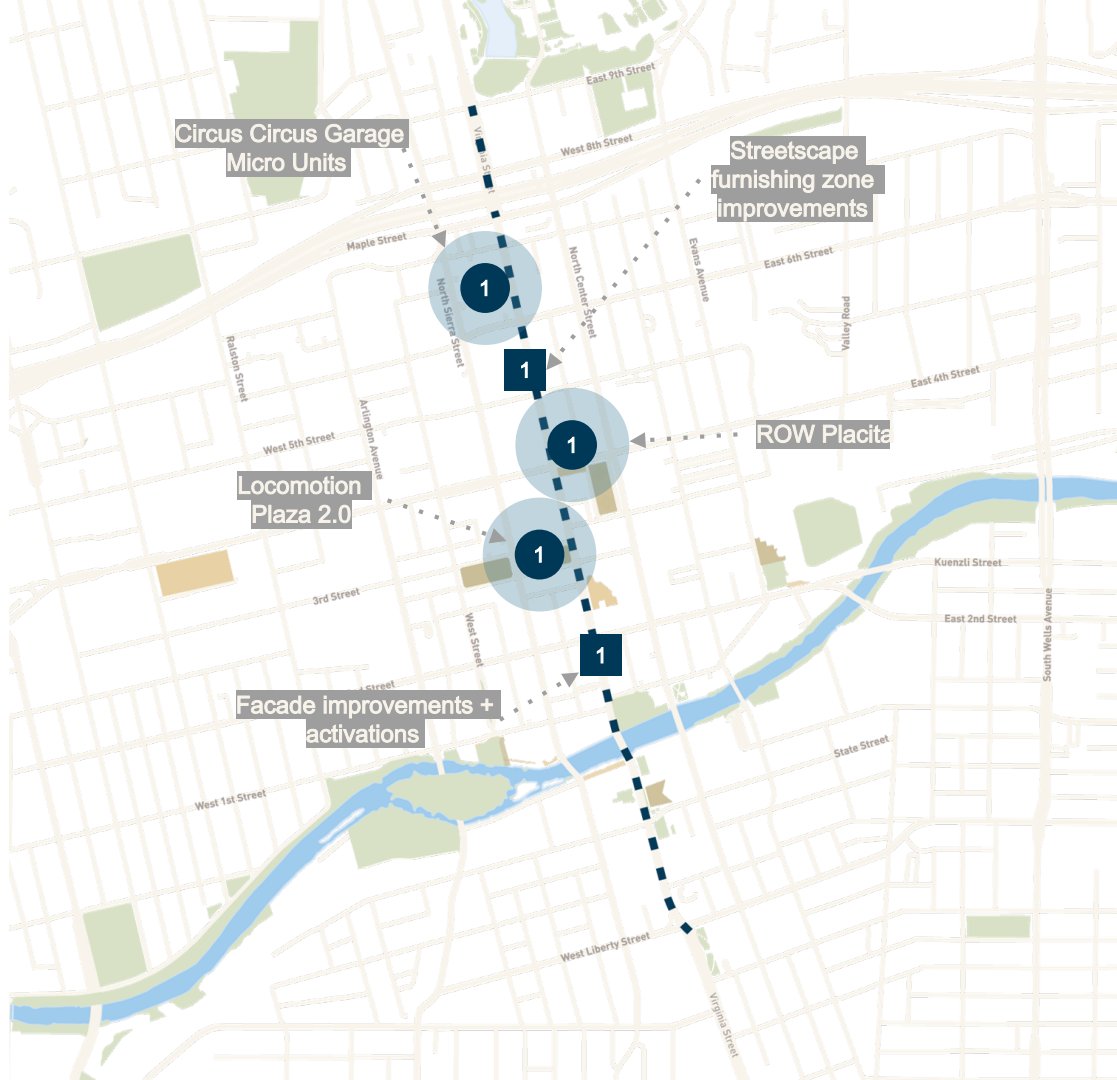 East 9th Street
Circus Circus Garage
Micro Units
Virginia Street
West 8th Street
Streetscape
furnishing zone
improvements
Maple Street
North Center Street
Evans Avenue
East 6th Street
1
North Sierra Street
Valley Road
Ralston Street
1
East 4th Street
Arlington Avenue
West 5th Street
1
ROW Placita
Locomotion
Plaza 2.0
1
Kuenzli Street
3rd Street
East 2nd Street
South Wells Avenue
West Street
1
Street
Facade improvements +
activations
State Street
West 1st Street
West Liberty Street
Virginia Street